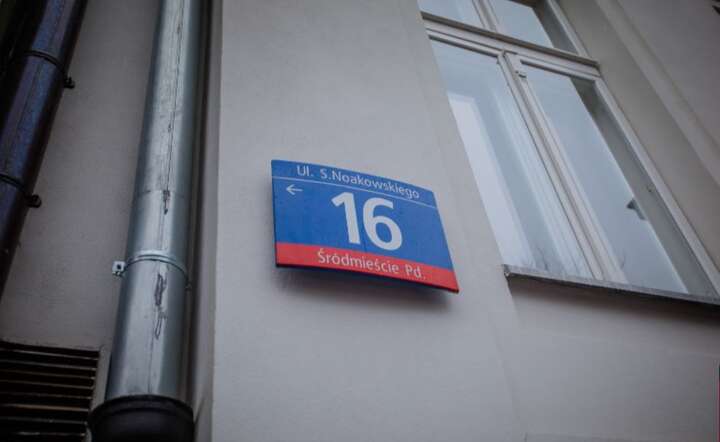 Ul. S.Noakowskiego
← 16
Śródmieście Pd.